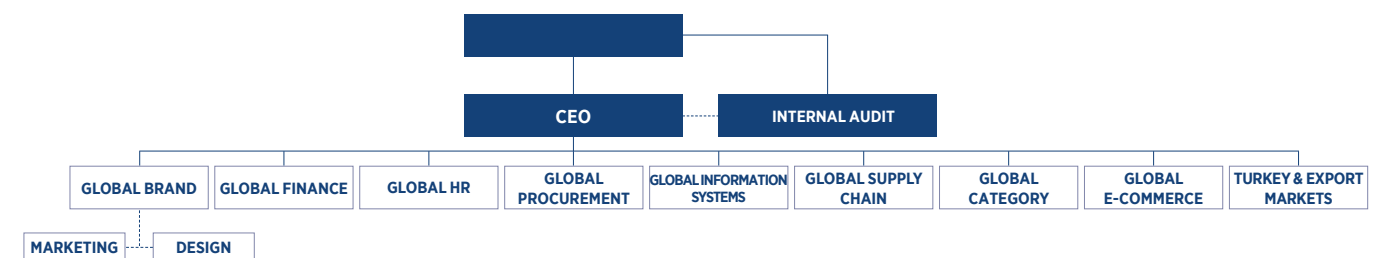 CEO
INTERNAL AUDIT
GLOBAL BRAND
GLOBAL FINANCE
GLOBAL HR
GLOBAL
PROCUREMENT
GLOBAL INFORMATION
SYSTEMS
GLOBAL SUPPLY
CHAIN
GLOBAL
CATEGORY
GLOBAL
E-COMMERCE
TURKEY & EXPORT
MARKETS
MARKETING
DESIGN